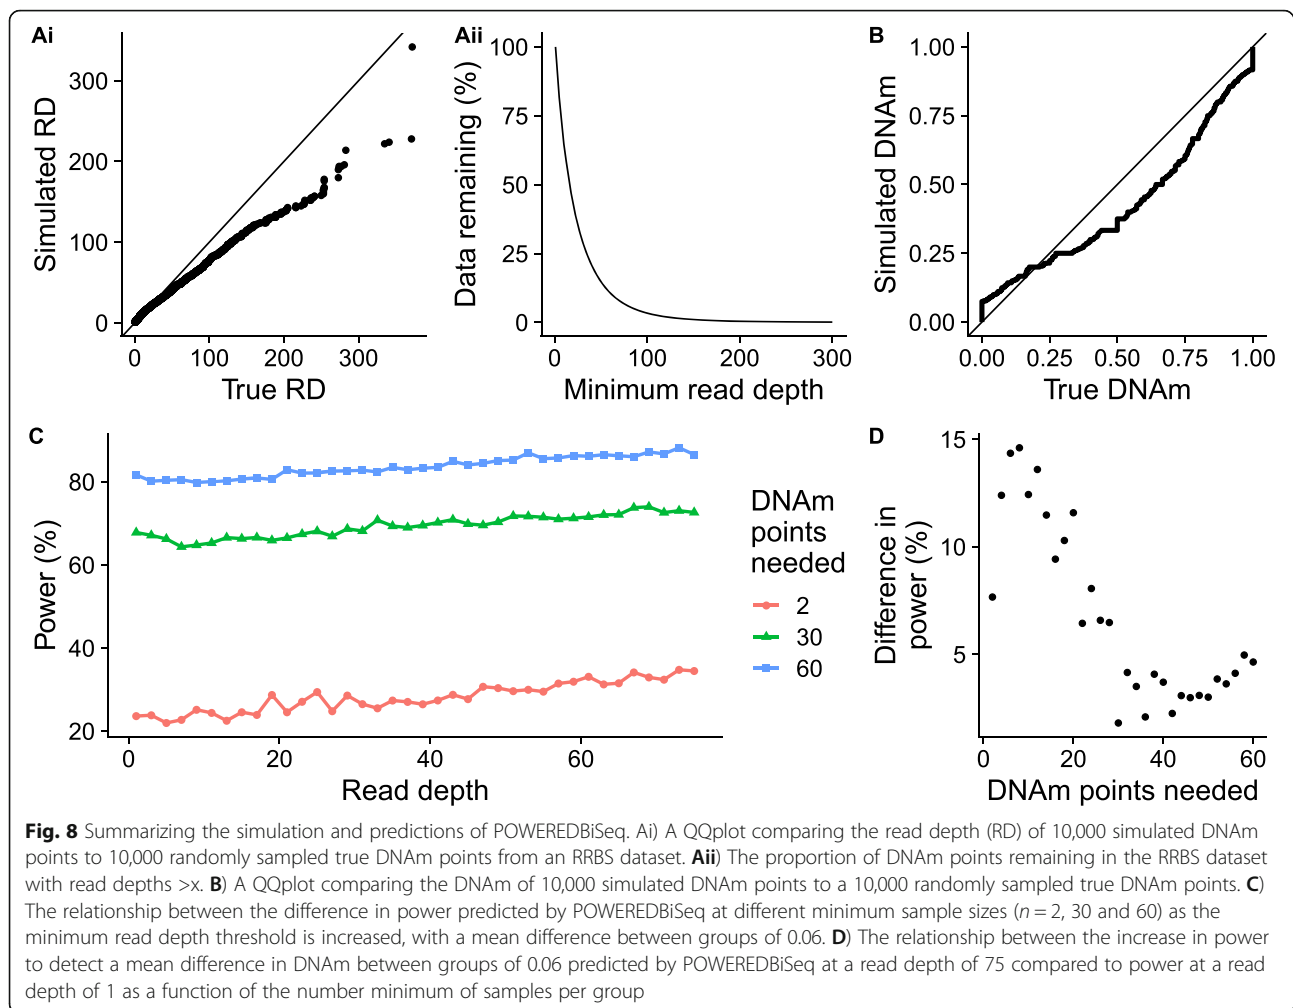 Ai
Simulated RD
300
200
100
0
0 100 200 300
True RD
Aii
Data remaining (%)
100
75
50
25
0
0 100 200 300
Minimum read depth
B
Simulated DNAm
1.00
0.75
0.50
0.25
0.00
0.00 0.25 0.50 0.75 1.00
True DNAm
C
Power (%)
80
60
40
20
0 20 40 60
Read depth
DNAm
points
needed
2
30
60
D
Difference in
power (%)
15
10
5
0 20 40 60
DNAm points needed
Fig. 8 Summarizing the simulation and predictions of POWEREDBiSeq. Ai) A QQplot comparing the read depth (RD) of 10,000 simulated DNAm
points to 10,000 randomly sampled true DNAm points from an RRBS dataset. Aii) The proportion of DNAm points remaining in the RRBS dataset
with read depths >x. B) A QQplot comparing the DNAm of 10,000 simulated DNAm points to a 10,000 randomly sampled true DNAm points. C)
The relationship between the difference in power predicted by POWEREDBiSeq at different minimum sample sizes (n = 2, 30 and 60) as the
minimum read depth threshold is increased, with a mean difference between groups of 0.06. D) The relationship between the increase in power
to detect a mean difference in DNAm between groups of 0.06 predicted by POWEREDBiSeq at a read depth of 75 compared to power at a read
depth of 1 as a function of the number minimum of samples per group